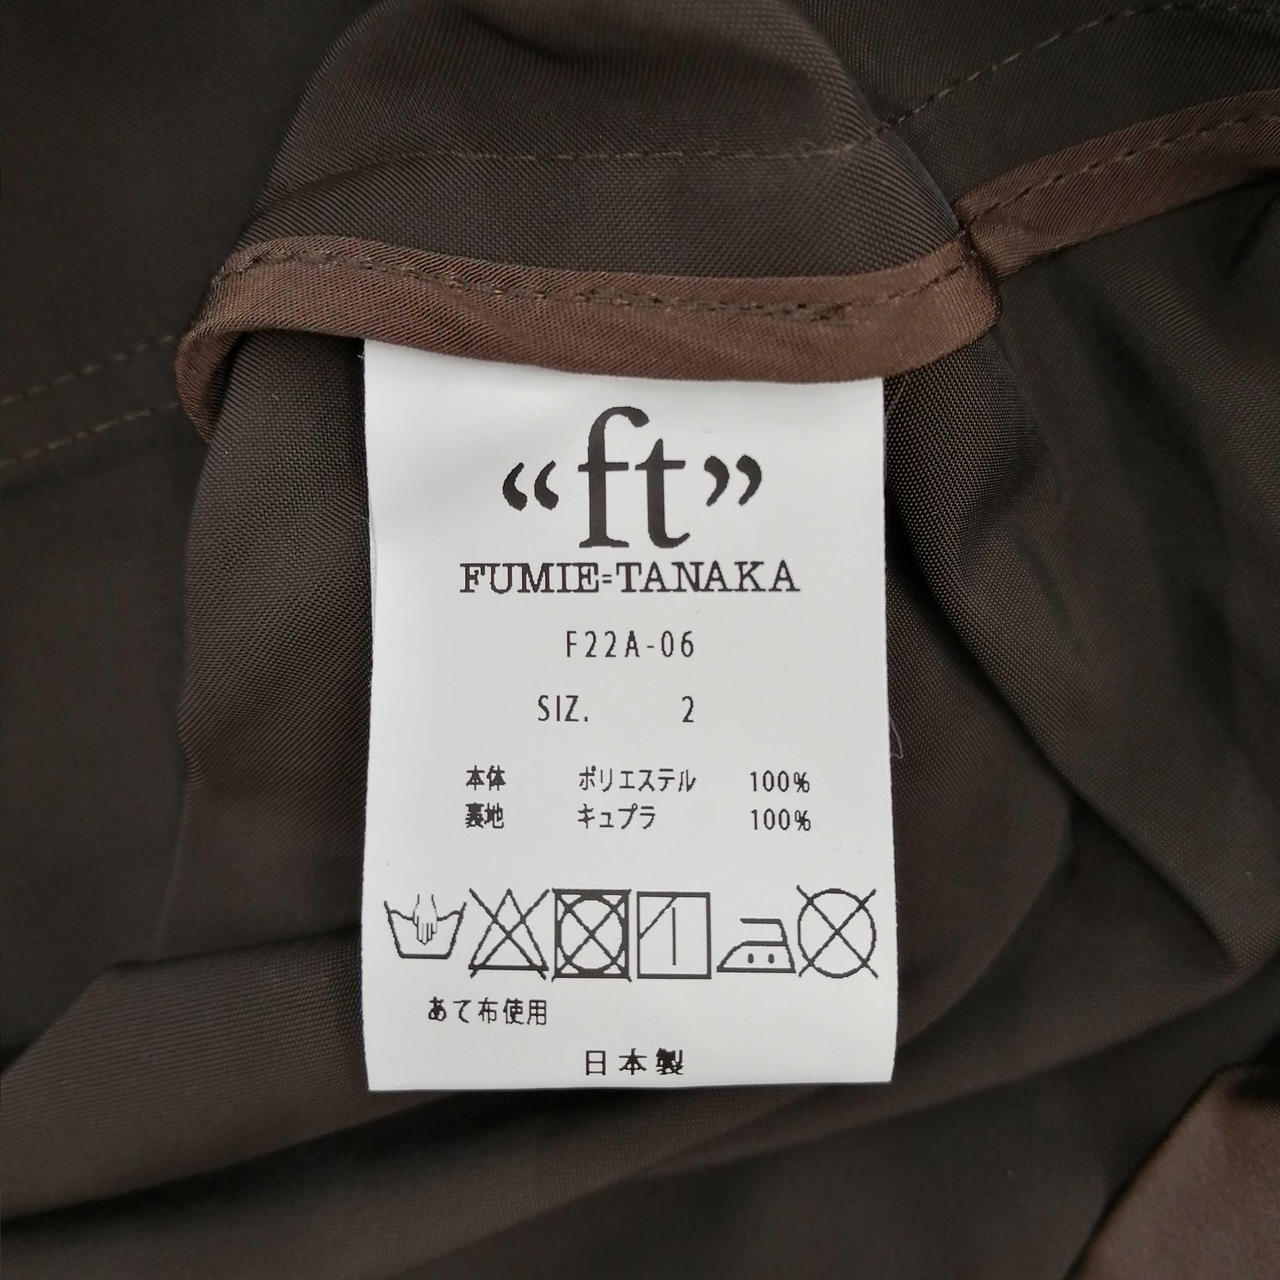 “ft”
FUMIE=TANAKA
F22A-06
SIZ. 2
本体 ポリエステル 100%
裏地 キュプラ 100%
あて布使用
日本製